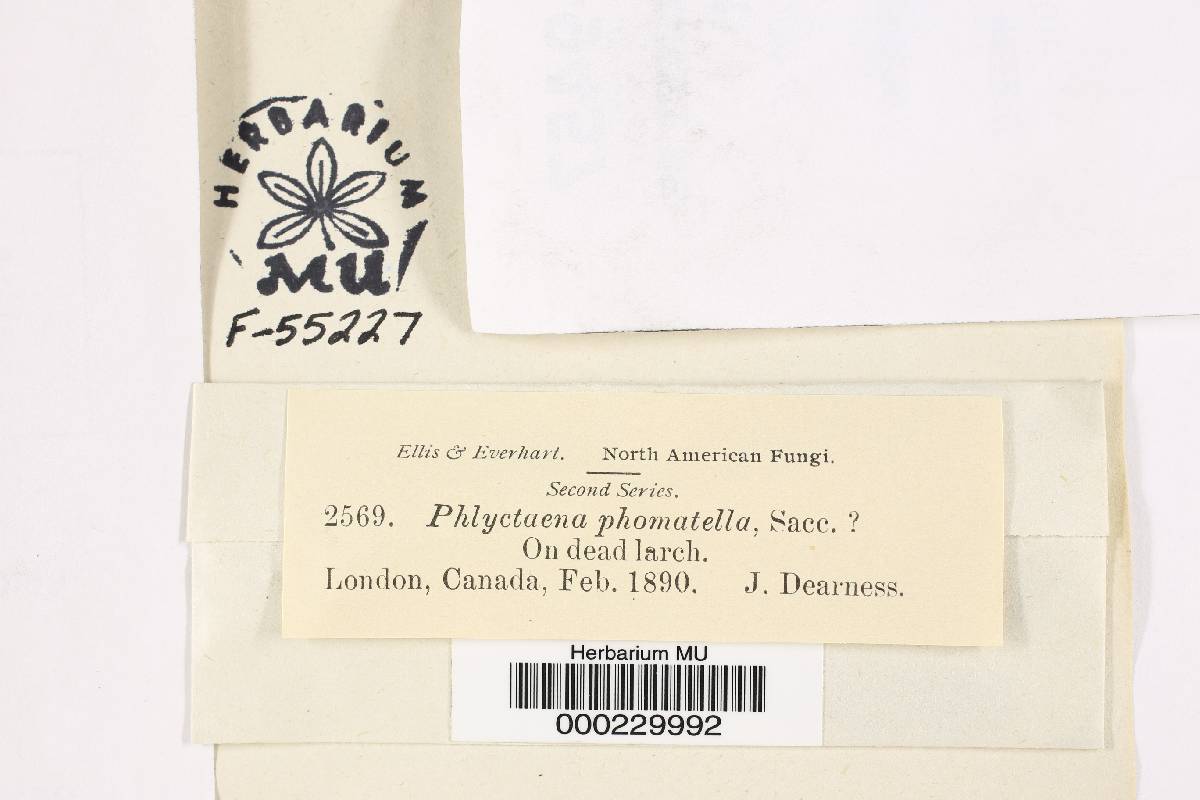 HERBARIUM
MU
F-55227
Ellis & Everhart. North American Fungi.
Second Series.
2569. Phlyctaena phomatella, Sacc. ?
On dead larch.
London, Canada, Feb. 1890. J. Dearness.
Herbarium MU
000229992